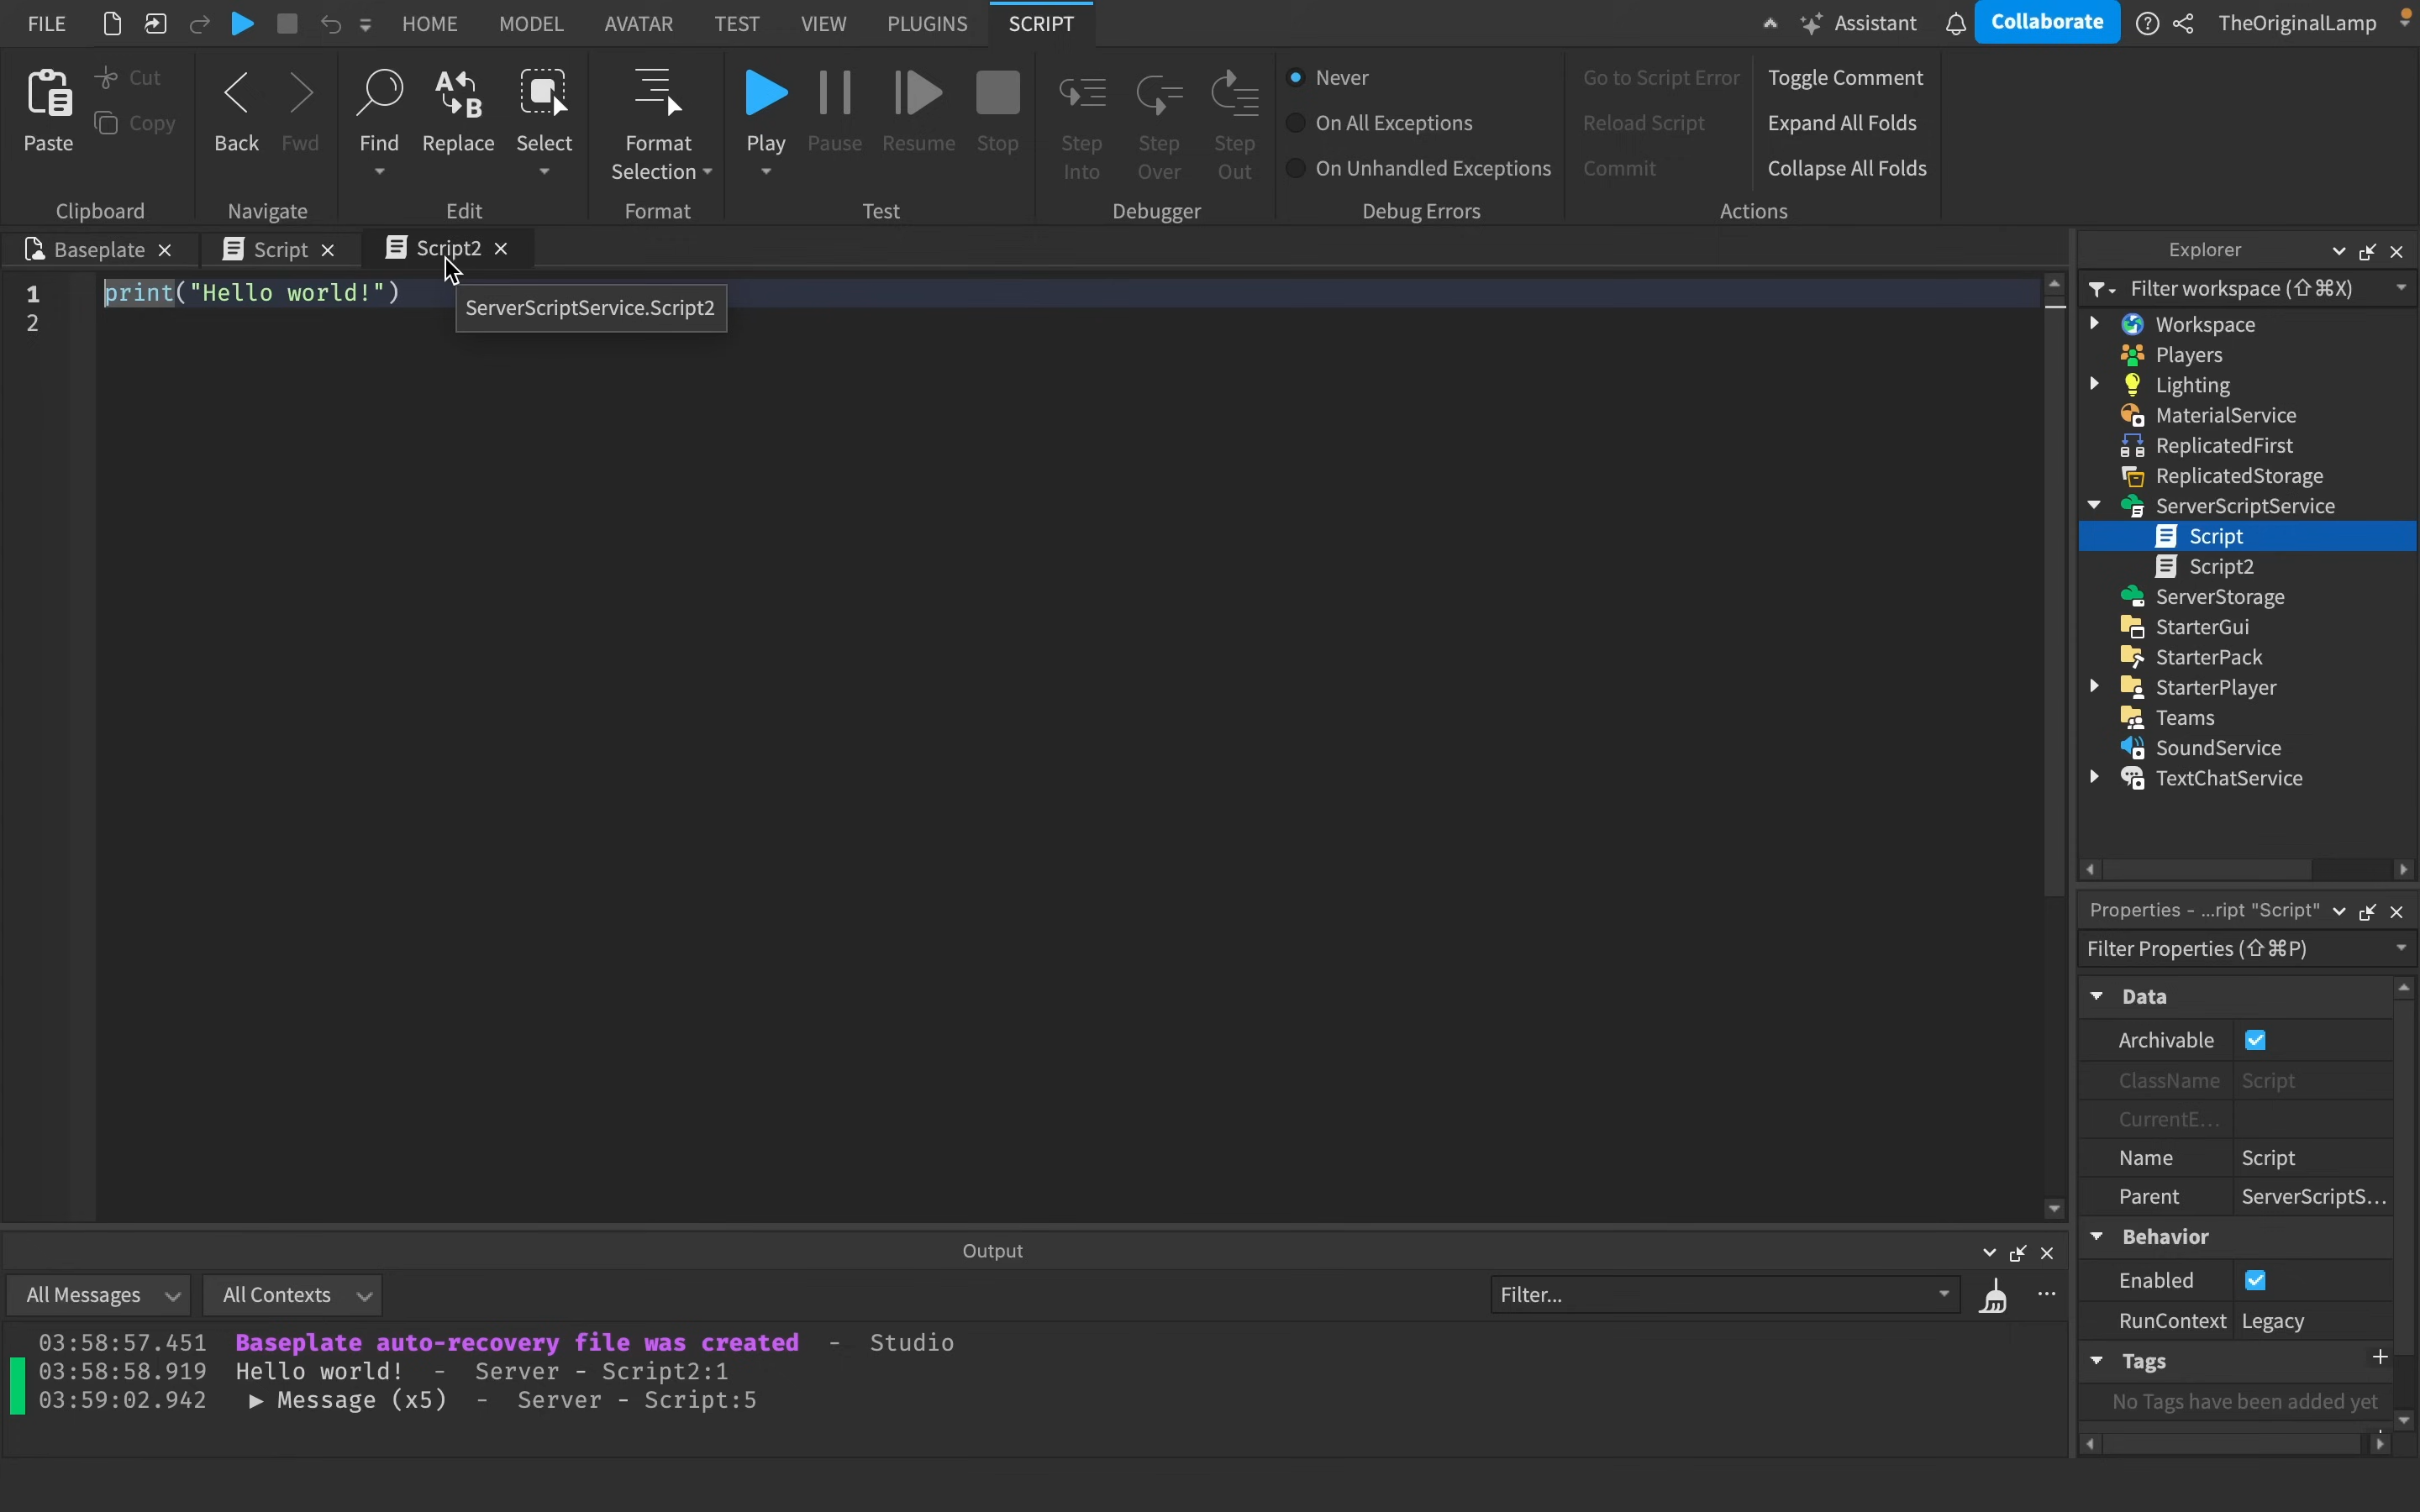 FILE HOME MODEL AVATAR TEST VIEW PLUGINS SCRIPT Assistant Collaborate TheOriginalLamp
Paste Cut Copy
Clipboard
Back Fwd
Navigate
Find Replace Select
Edit
Format Selection
Format
Play Pause Resume Stop
Test
Step Into Step Over Step Out
Debugger
Never
On All Exceptions
On Unhandled Exceptions
Debug Errors
Go to Script Error Toggle Comment
Reload Script Expand All Folds
Commit Collapse All Folds
Actions
Baseplate Script Script2
1 print("Hello world!")
2
ServerScriptService.Script2
Explorer
Filter workspace (⇧⌘X)
Workspace
Players
Lighting
MaterialService
ReplicatedFirst
ReplicatedStorage
ServerScriptService
Script
Script2
ServerStorage
StarterGui
StarterPack
StarterPlayer
Teams
SoundService
TextChatService
Properties - ...ript "Script"
Filter Properties (⇧⌘P)
Data
Archivable
ClassName Script
CurrentE...
Name Script
Parent ServerScriptS...
Behavior
Enabled
RunContext Legacy
Tags +
No Tags have been added yet
Output
All Messages All Contexts Filter... ...
03:58:57.451 Baseplate auto-recovery file was created - Studio
03:58:58.919 Hello world! - Server - Script2:1
03:59:02.942 ▶ Message (x5) - Server - Script:5